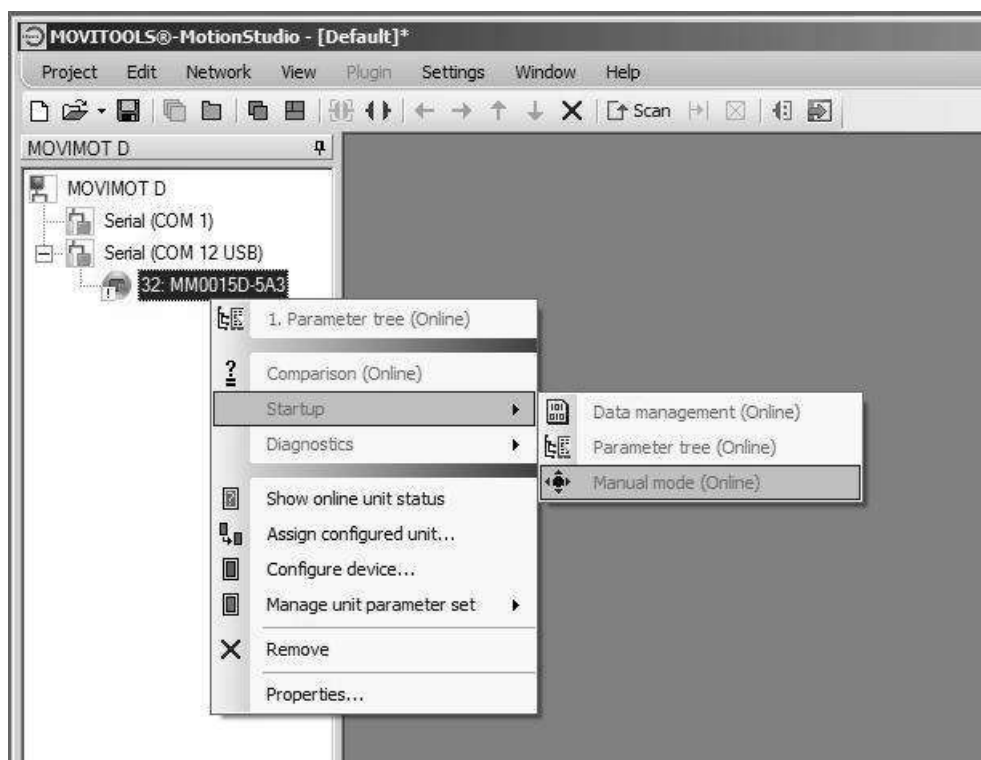 MOVITOOLS®-MotionStudio - [Default]*
Project Edit Network View Plugin Settings Window Help
Scan
MOVIMOT D
MOVIMOT D
Serial (COM 1)
Serial (COM 12 USB)
32: MM0015D-5A3
1. Parameter tree (Online)
Comparison (Online)
Startup
Data management (Online)
Diagnostics
Parameter tree (Online)
Manual mode (Online)
Show online unit status
Assign configured unit...
Configure device...
Manage unit parameter set
Remove
Properties...